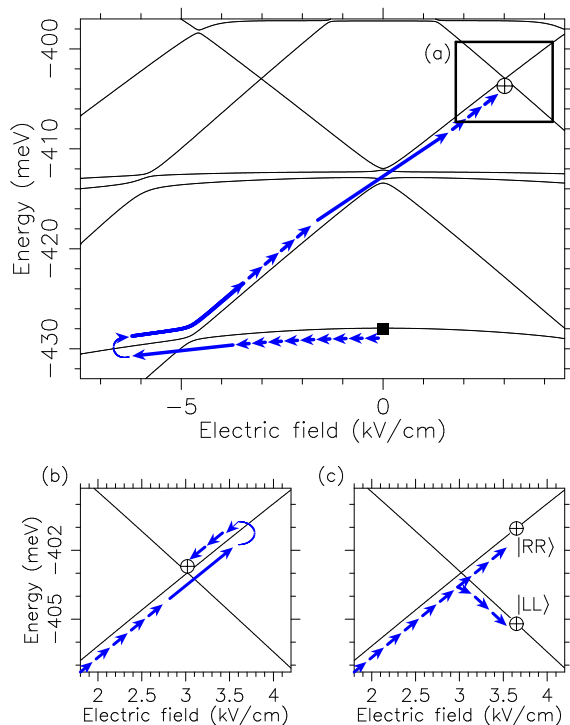 −400
(a)
−410
−420
−430
Energy (meV)
−5
0
Electric field (kV/cm)
(b)
(c)
−402
−405
Energy (meV)
|RR⟩
|LL⟩
2
2.5
3
3.5
4
2
2.5
3
3.5
4
Electric field (kV/cm)
Electric field (kV/cm)